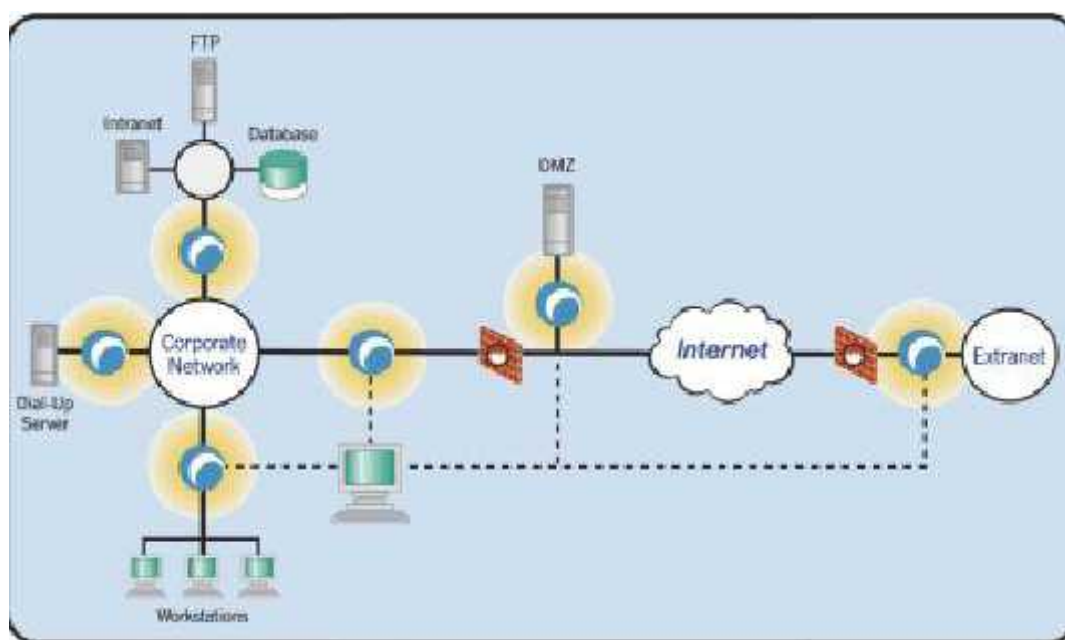 FTP
Intranet
Database
DMZ
Corporate
Network
Internet
Extranet
Dial-Up
Server
Workstations